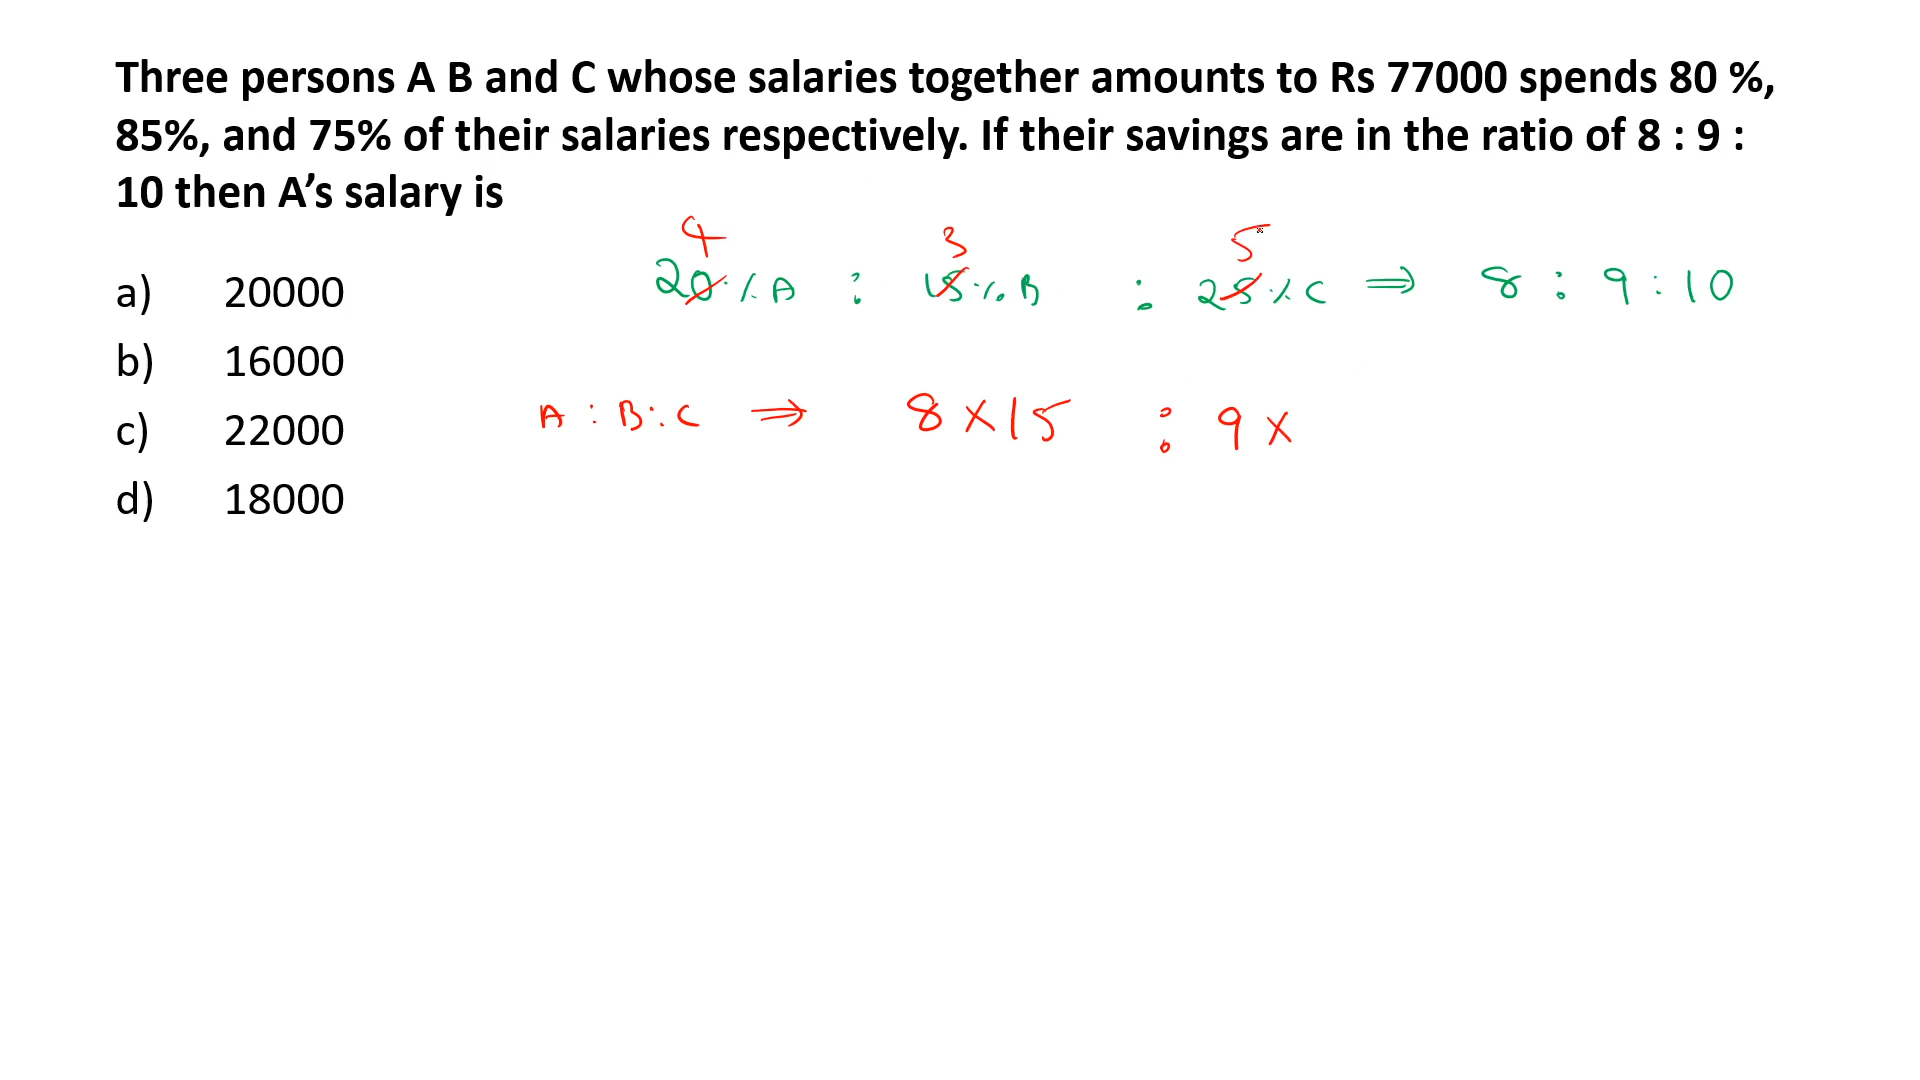 Three persons A B and C whose salaries together amounts to Rs 77000 spends 80 %,
85%, and 75% of their salaries respectively. If their savings are in the ratio of 8 : 9 :
10 then A’s salary is
4 3 5
20% A : 15% B : 25% C ⇒ 8 : 9 : 10
a) 20000
b) 16000
A : B : C ⇒ 8 × 15 : 9 ×
c) 22000
d) 18000